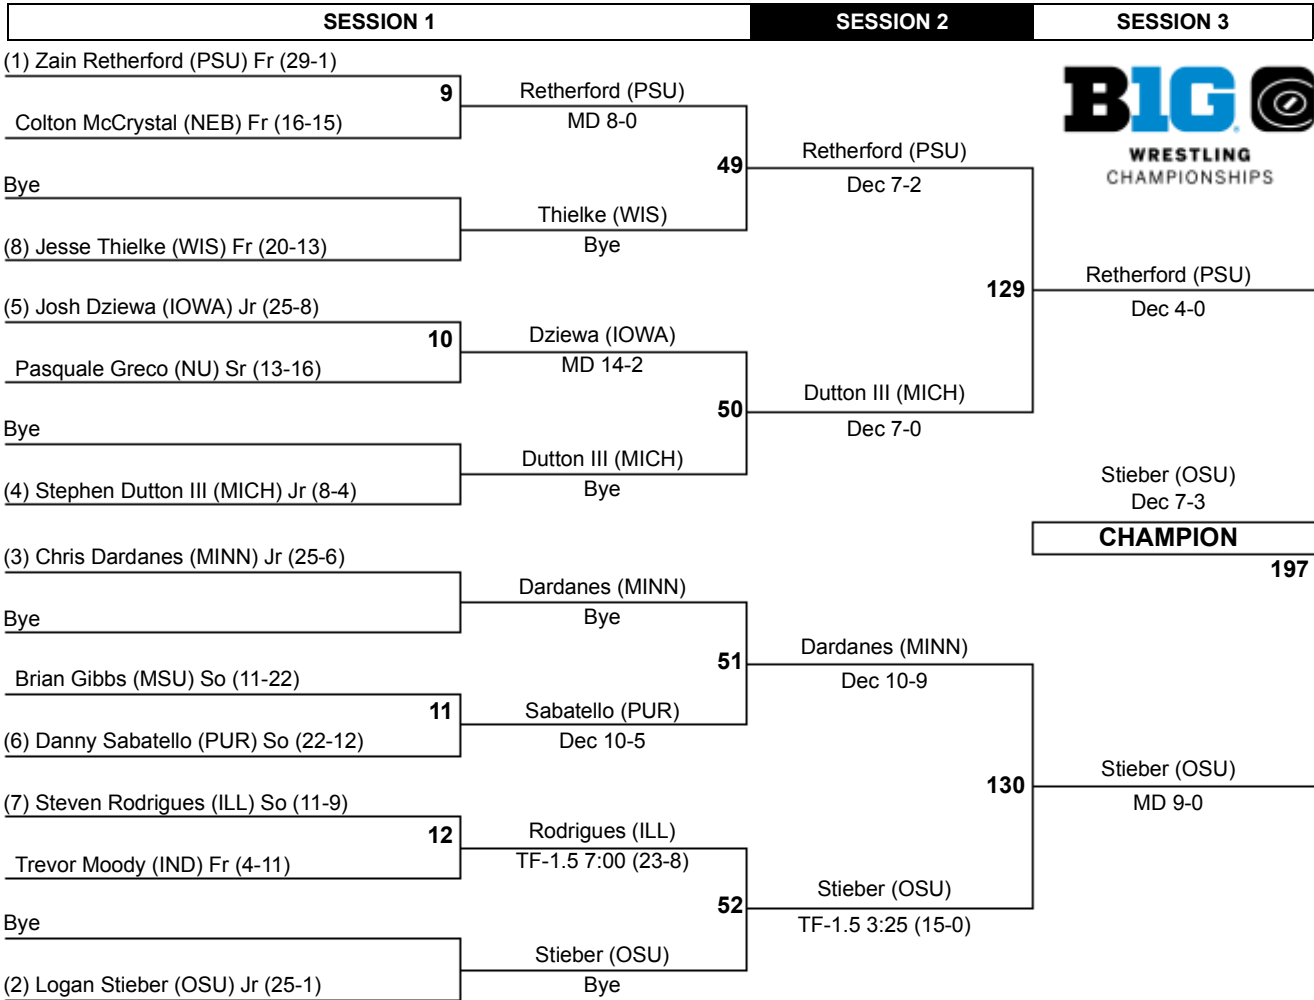 SESSION 1
SESSION 2
SESSION 3
(1) Zain Retherford (PSU) Fr (29-1)
9
Colton McCrystal (NEB) Fr (16-15)
Bye
(8) Jesse Thielke (WIS) Fr (20-13)
(5) Josh Dziewa (IOWA) Jr (25-8)
10
Pasquale Greco (NU) Sr (13-16)
Bye
(4) Stephen Dutton III (MICH) Jr (8-4)
(3) Chris Dardanes (MINN) Jr (25-6)
Bye
Brian Gibbs (MSU) So (11-22)
11
(6) Danny Sabatello (PUR) So (22-12)
(7) Steven Rodrigues (ILL) So (11-9)
12
Trevor Moody (IND) Fr (4-11)
Bye
(2) Logan Stieber (OSU) Jr (25-1)
Retherford (PSU)
MD 8-0
49
Thielke (WIS)
Bye
Dziewa (IOWA)
MD 14-2
50
Dutton III (MICH)
Bye
Dardanes (MINN)
Bye
51
Sabatello (PUR)
Dec 10-5
Rodrigues (ILL)
TF-1.5 7:00 (23-8)
52
Stieber (OSU)
Bye
Retherford (PSU)
Dec 7-2
129
Dutton III (MICH)
Dec 7-0
Dardanes (MINN)
Dec 10-9
130
Stieber (OSU)
TF-1.5 3:25 (15-0)
B1G
WRESTLING
CHAMPIONSHIPS
Retherford (PSU)
Dec 4-0
Stieber (OSU)
Dec 7-3
CHAMPION
197
Stieber (OSU)
MD 9-0